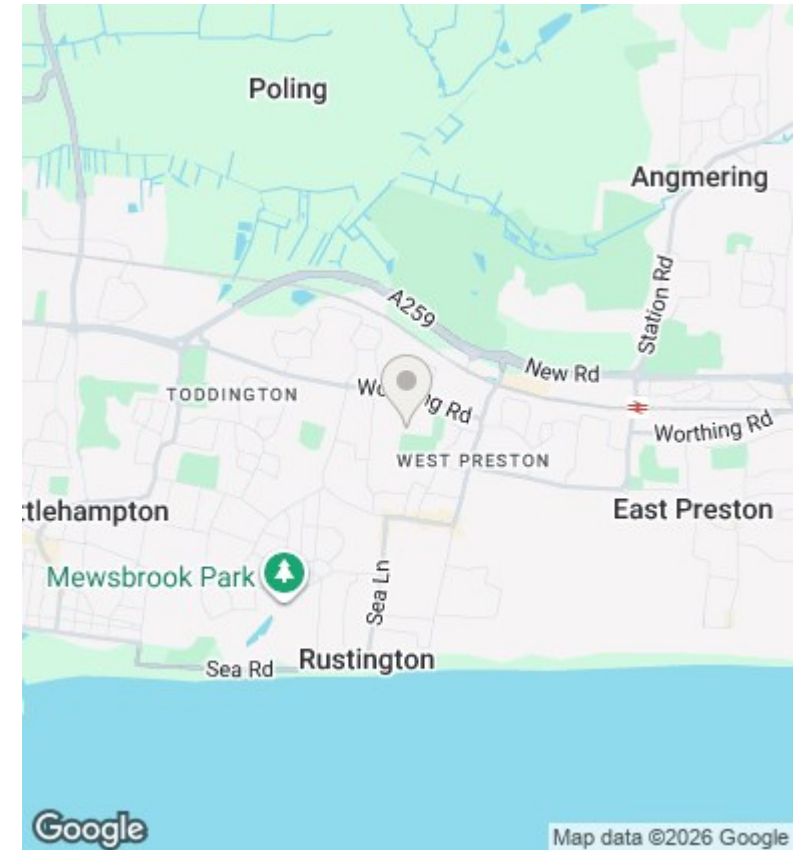 Poling
Angmering
Station Rd
A259
New Rd
TODDINGTON
Worthing Rd
WEST PRESTON
ttlehampton
East Preston
Mewsbrook Park
Sea Ln
Sea Rd
Rustington
Google
Map data ©2026 Google